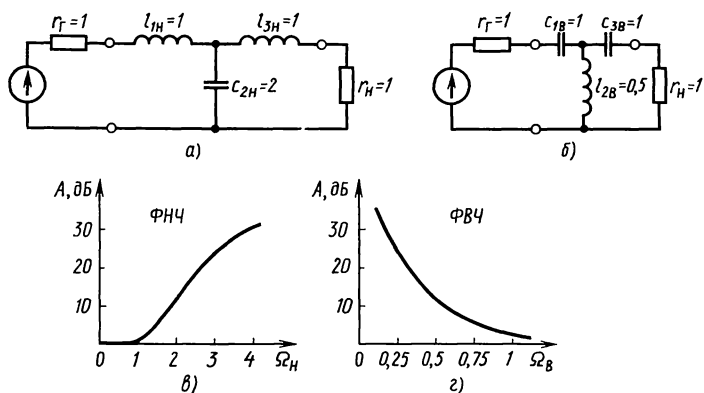 r_Г=1
l_1Н=1
l_3Н=1
c_2Н=2
r_Н=1
а)
r_Г=1
c_1В=1
c_3В=1
l_2В=0,5
r_Н=1
б)
А, дБ
ФНЧ
30
20
10
0 1 2 3 4 Ω_Н
в)
А, дБ
ФВЧ
30
20
10
0 0,25 0,5 0,75 1 Ω_В
г)